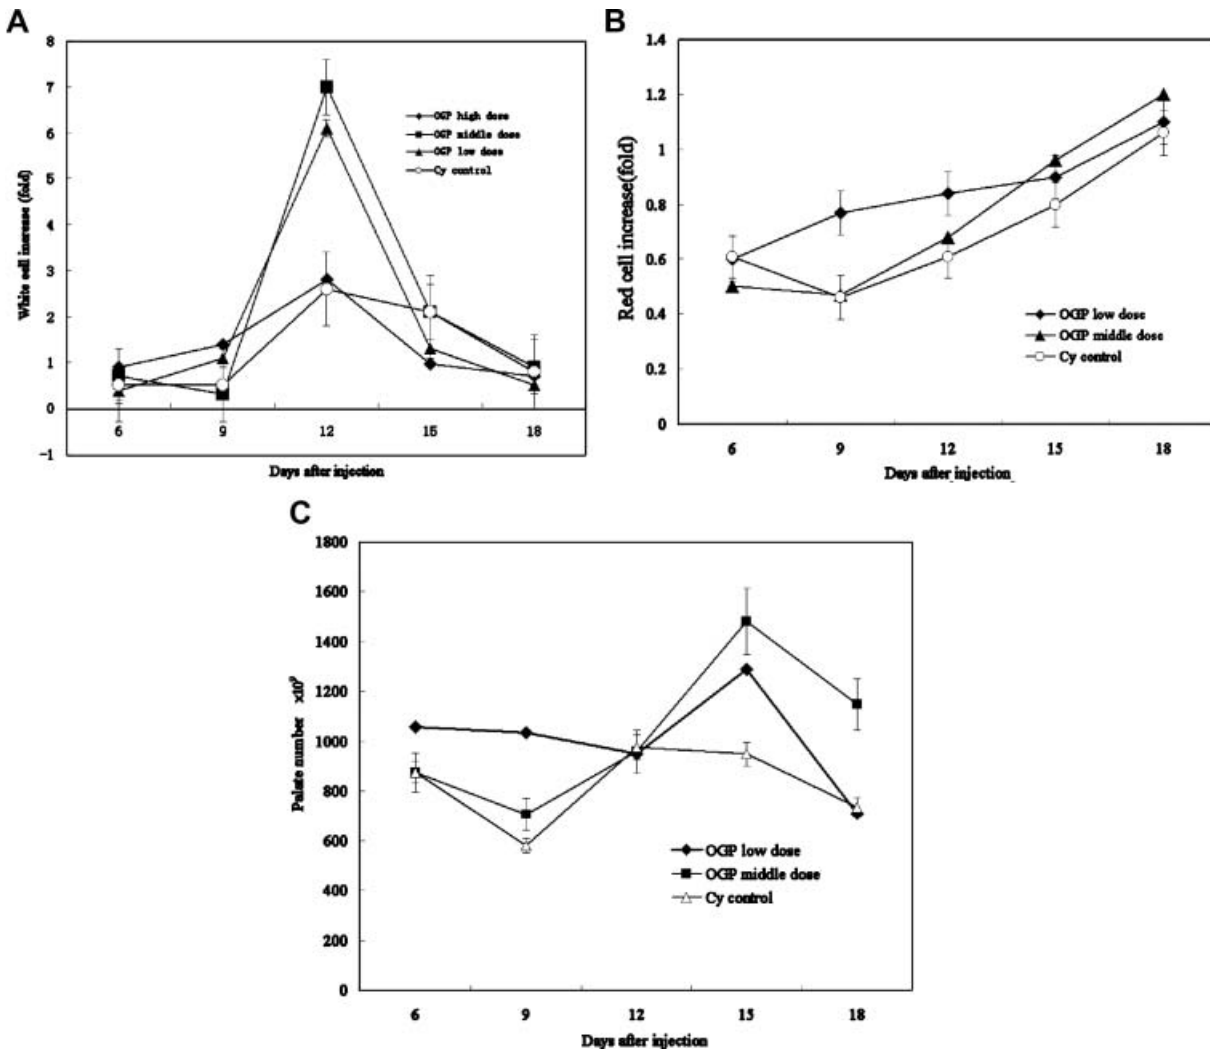 A
8
7
6
5
4
3
2
1
0
−1
White cell increase (fold)
OGP high dose
OGP middle dose
OGP low dose
Cy control
6 9 12 15 18
Days after injection
B
1.4
1.2
1
0.8
0.6
0.4
0.2
0
Red cell increase(fold)
OGP low dose
OGP middle dose
Cy control
6 9 12 15 18
Days after injection
C
1800
1600
1400
1200
1000
800
600
400
200
0
Palate number x10⁹
OGP low dose
OGP middle dose
Cy control
6 9 12 15 18
Days after injection